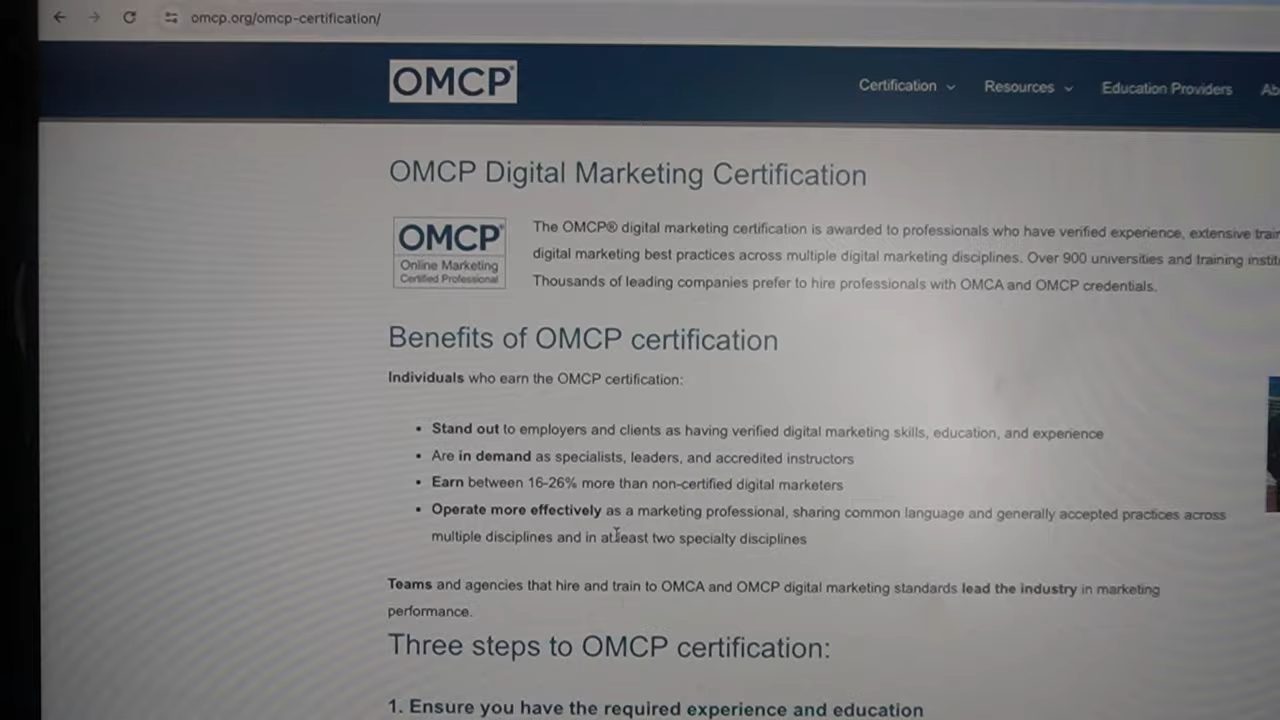 omcp.org/omcp-certification/
OMCP®
Certification
Resources
Education Providers
OMCP Digital Marketing Certification
OMCP®
Online Marketing
Certified Professional
The OMCP® digital marketing certification is awarded to professionals who have verified experience, extensive
digital marketing best practices across multiple digital marketing disciplines. Over 900 universities and training
Thousands of leading companies prefer to hire professionals with OMCA and OMCP credentials.
Benefits of OMCP certification
Individuals who earn the OMCP certification:
• Stand out to employers and clients as having verified digital marketing skills, education, and experience
• Are in demand as specialists, leaders, and accredited instructors
• Earn between 16-26% more than non-certified digital marketers
• Operate more effectively as a marketing professional, sharing common language and generally accepted practices across
multiple disciplines and in at least two specialty disciplines
Teams and agencies that hire and train to OMCA and OMCP digital marketing standards lead the industry in marketing
performance.
Three steps to OMCP certification:
1. Ensure you have the required experience and education